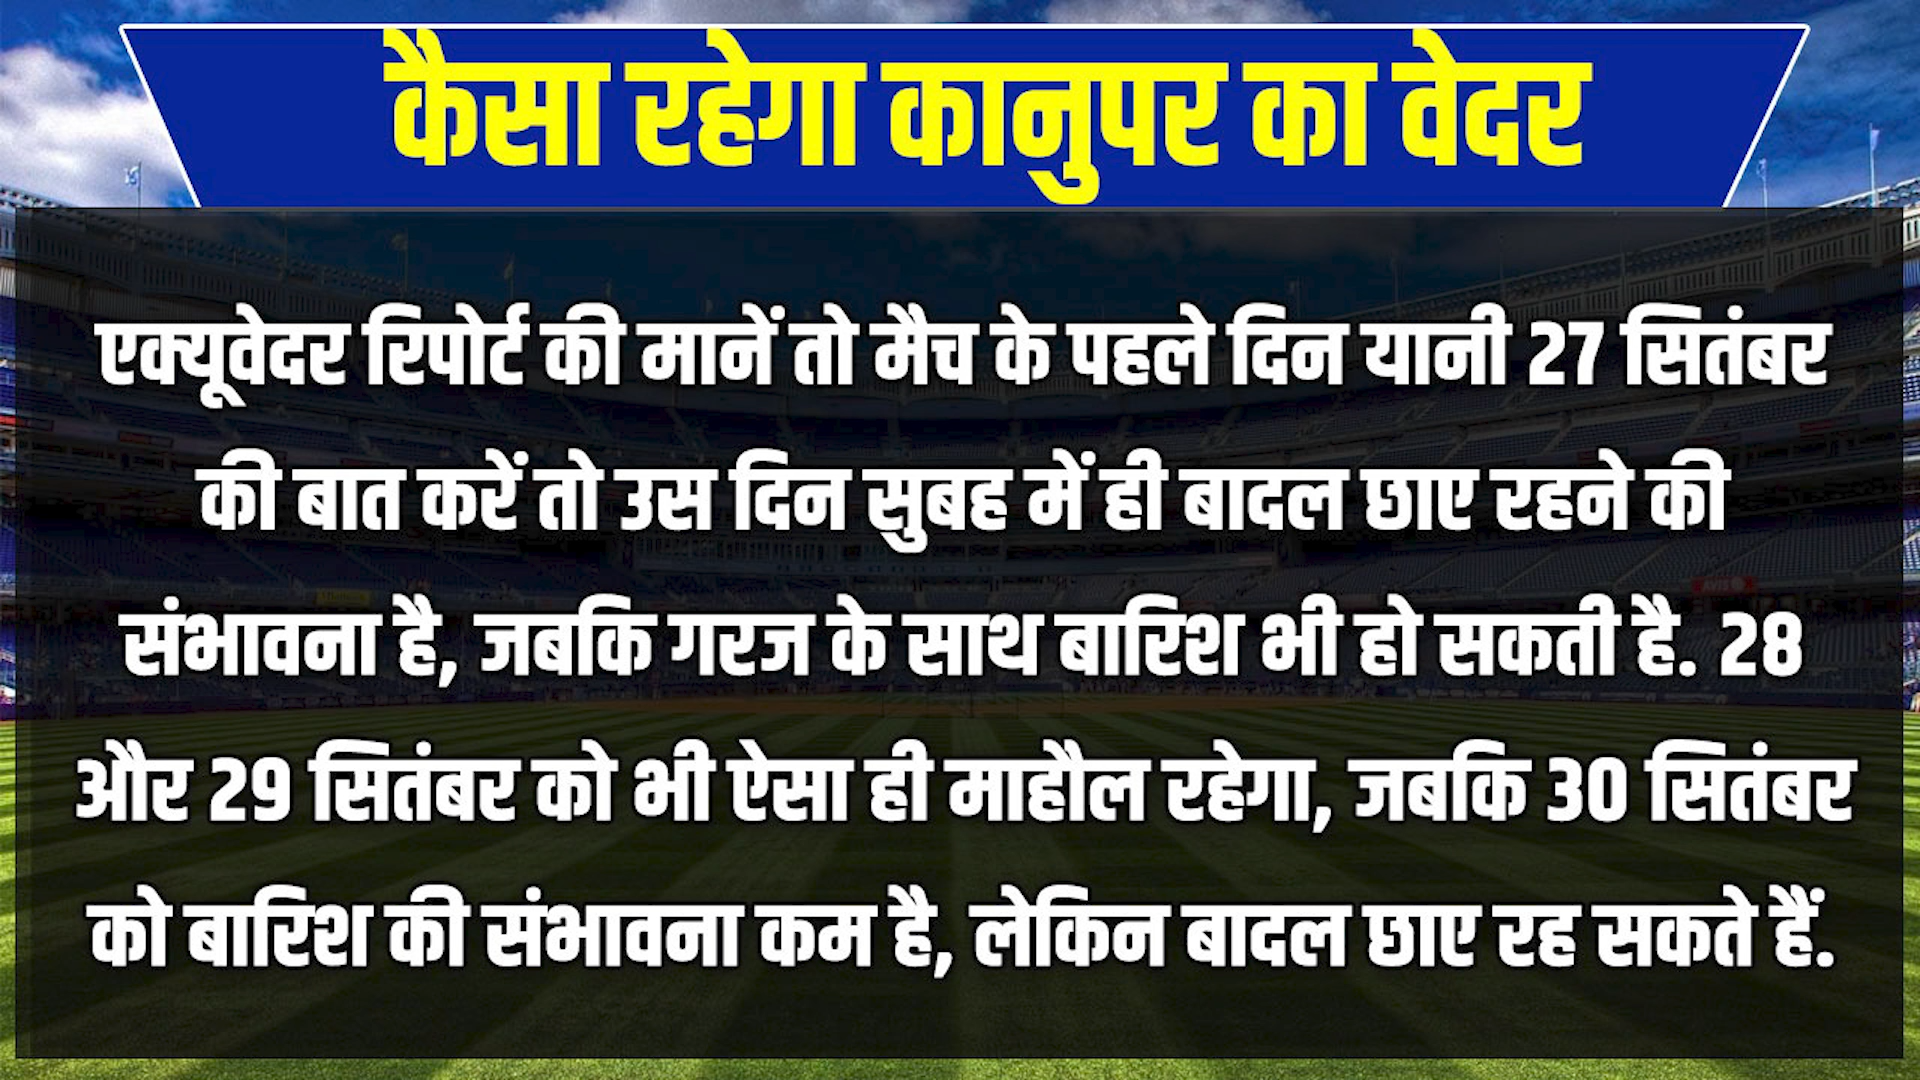 कैसा रहेगा कानुपर का वेदर
एक्यूवेदर रिपोर्ट की मानें तो मैच के पहले दिन यानी 27 सितंबर
की बात करें तो उस दिन सुबह में ही बादल छाए रहने की
संभावना है, जबकि गरज के साथ बारिश भी हो सकती है. 28
और 29 सितंबर को भी ऐसा ही माहौल रहेगा, जबकि 30 सितंबर
को बारिश की संभावना कम है, लेकिन बादल छाए रह सकते हैं.